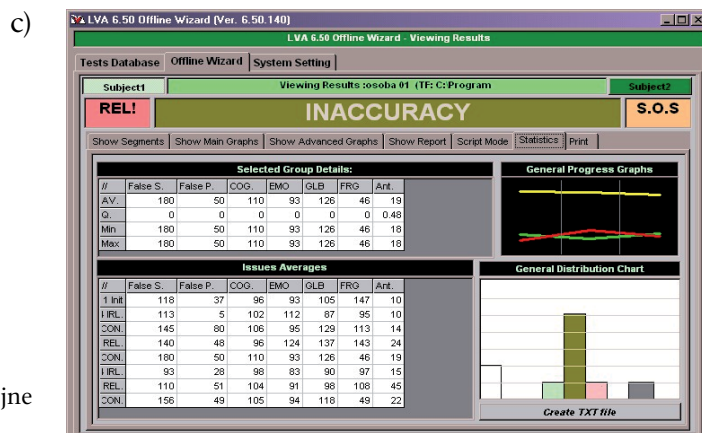 c)
LVA 6.50 Offline Wizard (Ver. 6.50.140)
LVA 6.50 Offline Wizard - Viewing Results
Tests Database Offline Wizard System Setting
Subject1 Viewing Results :osoba 01 (TF: C:\Program Subject2
REL! INACCURACY S.O.S
Show Segments Show Main Graphs Show Advanced Graphs Show Report Script Mode Statistics Print
Selected Group Details:
// False S. False P. COG. EMO GLB FRG Ant.
AV. 180 50 110 93 126 46 19
Q. 0 0 0 0 0 0 0.48
Min 180 50 110 93 126 46 18
Max 180 50 110 93 126 46 18
General Progress Graphs
Issues Averages
// False S. False P. COG. EMO GLB FRG Ant.
1 Init 118 37 96 93 105 147 10
IRL. 113 5 102 112 87 95 10
CON. 145 80 106 95 129 113 14
REL. 140 48 96 124 137 143 24
CON. 180 50 110 93 126 46 19
IRL. 93 28 98 83 90 97 15
REL. 110 51 104 91 98 108 45
CON. 156 49 105 94 118 49 22
General Distribution Chart
Create TXT file
jne